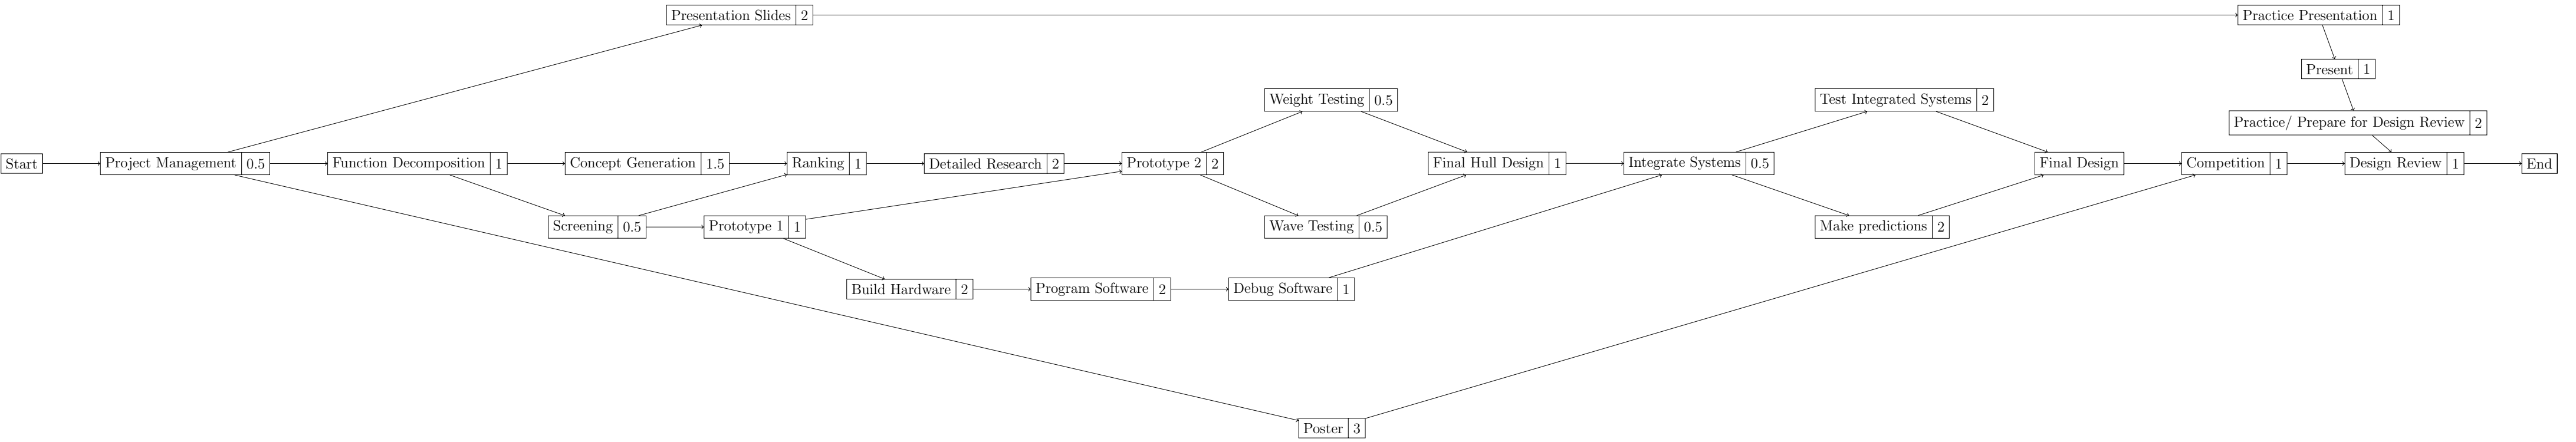 Presentation Slides 2
Practice Presentation 1
Present 1
Weight Testing 0.5
Test Integrated Systems 2
Practice/ Prepare for Design Review 2
Start
Project Management 0.5
Function Decomposition 1
Concept Generation 1.5
Ranking 1
Detailed Research 2
Prototype 2 2
Final Hull Design 1
Integrate Systems 0.5
Final Design
Competition 1
Design Review 1
End
Screening 0.5
Prototype 1 1
Wave Testing 0.5
Make predictions 2
Build Hardware 2
Program Software 2
Debug Software 1
Poster 3